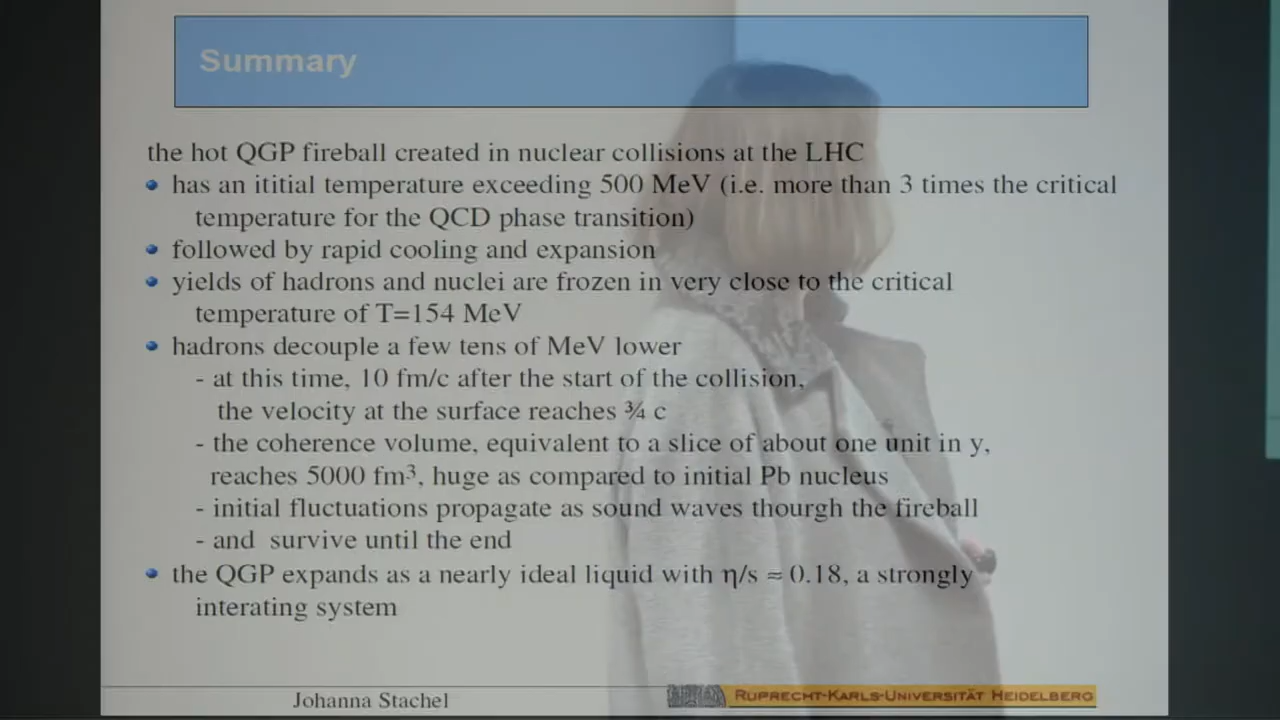 Summary
the hot QGP fireball created in nuclear collisions at the LHC
has an ititial temperature exceeding 500 MeV (i.e. more than 3 times the critical
temperature for the QCD phase transition)
followed by rapid cooling and expansion
yields of hadrons and nuclei are frozen in very close to the critical
temperature of T=154 MeV
hadrons decouple a few tens of MeV lower
- at this time, 10 fm/c after the start of the collision,
the velocity at the surface reaches ¾ c
- the coherence volume, equivalent to a slice of about one unit in y,
reaches 5000 fm³, huge as compared to initial Pb nucleus
- initial fluctuations propagate as sound waves thourgh the fireball
- and survive until the end
the QGP expands as a nearly ideal liquid with η/s ≈ 0.18, a strongly
interating system
Johanna Stachel
RUPRECHT-KARLS-UNIVERSITÄT HEIDELBERG